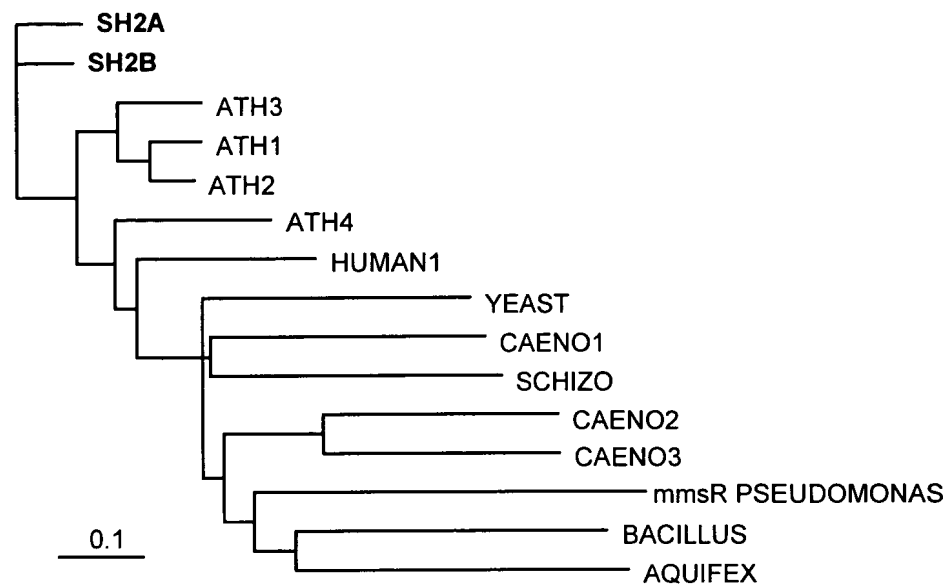 SH2A
SH2B
ATH3
ATH1
ATH2
ATH4
HUMAN1
YEAST
CAENO1
SCHIZO
CAENO2
CAENO3
mmsR PSEUDOMONAS
BACILLUS
0.1
AQUIFEX